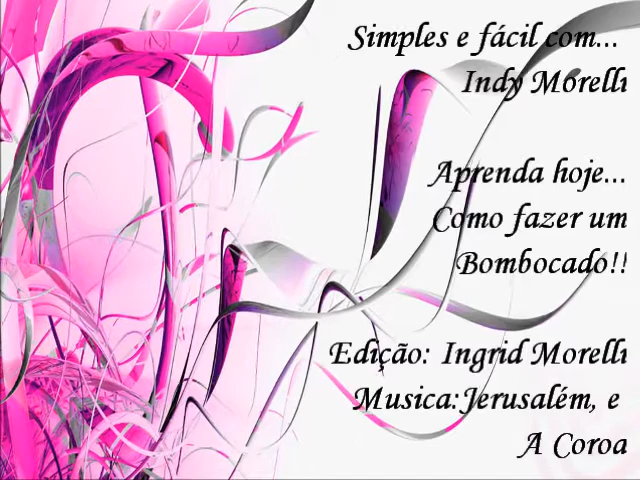 Simples e fácil com...
Indy Morelli
Aprenda hoje...
Como fazer um
Bombocado!!
Edição: Ingrid Morelli
Musica:Jerusalém, e
A Coroa